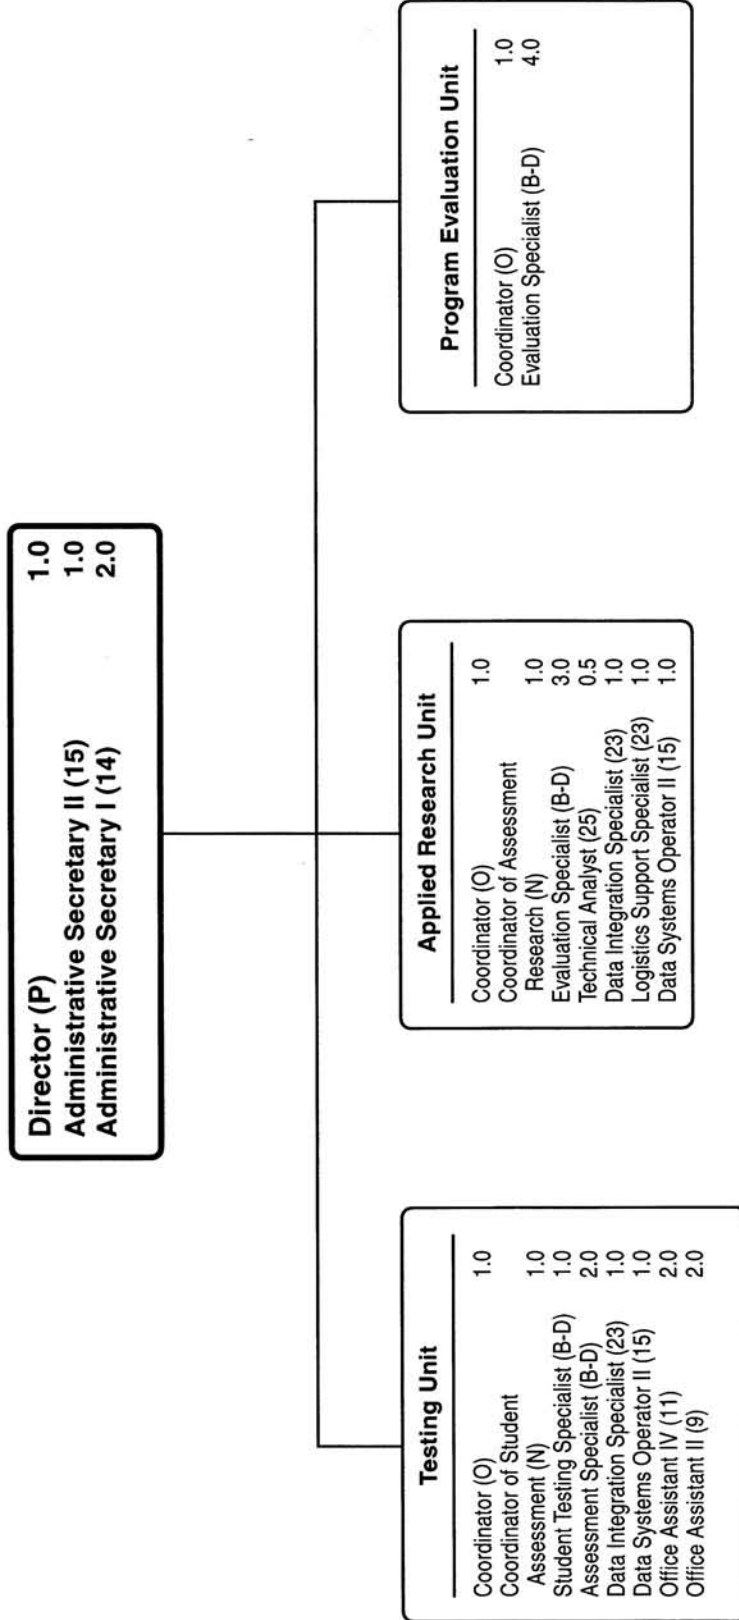 Director (P) 1.0
Administrative Secretary II (15) 1.0
Administrative Secretary I (14) 2.0
Testing Unit
Coordinator (O) 1.0
Coordinator of Student
Assessment (N) 1.0
Student Testing Specialist (B-D) 1.0
Assessment Specialist (B-D) 2.0
Data Integration Specialist (23) 1.0
Data Systems Operator II (15) 1.0
Office Assistant IV (11) 2.0
Office Assistant II (9) 2.0
Applied Research Unit
Coordinator (O) 1.0
Coordinator of Assessment
Research (N) 1.0
Evaluation Specialist (B-D) 3.0
Technical Analyst (25) 0.5
Data Integration Specialist (23) 1.0
Logistics Support Specialist (23) 1.0
Data Systems Operator II (15) 1.0
Program Evaluation Unit
Coordinator (O) 1.0
Evaluation Specialist (B-D) 4.0